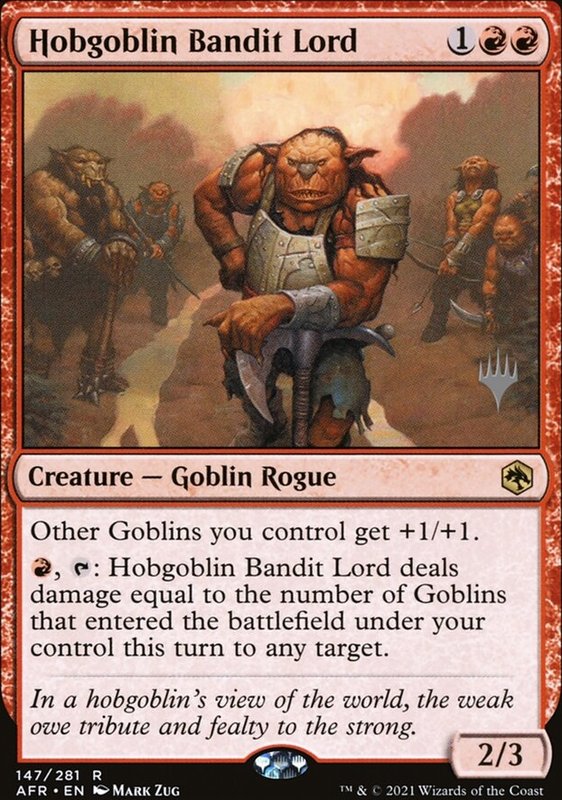 Hobgoblin Bandit Lord 1
Creature — Goblin Rogue
Other Goblins you control get +1/+1.
, : Hobgoblin Bandit Lord deals
damage equal to the number of Goblins
that entered the battlefield under your
control this turn to any target.
In a hobgoblin's view of the world, the weak
owe tribute and fealty to the strong.
2/3
147/281 R
AFR • EN MARK ZUG
™ & © 2021 Wizards of the Coast